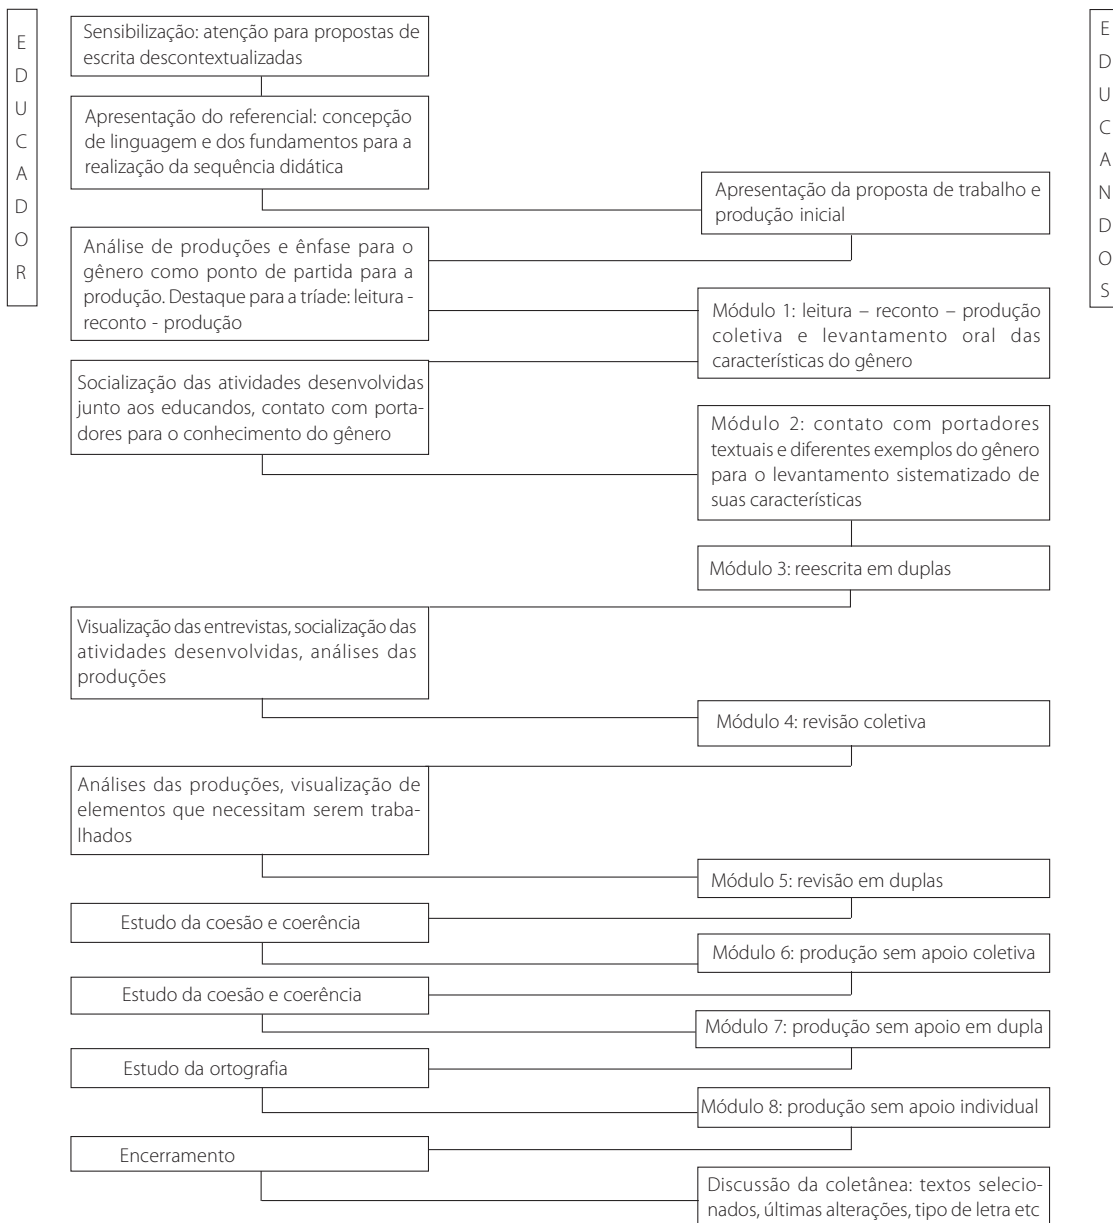 E
D
U
C
A
D
O
R
E
D
U
C
A
N
D
O
S
Sensibilização: atenção para propostas de
escrita descontextualizadas
Apresentação do referencial: concepção
de linguagem e dos fundamentos para a
realização da sequência didática
Apresentação da proposta de trabalho e
produção inicial
Análise de produções e ênfase para o
gênero como ponto de partida para a
produção. Destaque para a tríade: leitura -
reconto - produção
Módulo 1: leitura – reconto – produção
coletiva e levantamento oral das
características do gênero
Socialização das atividades desenvolvidas
junto aos educandos, contato com porta-
dores para o conhecimento do gênero
Módulo 2: contato com portadores
textuais e diferentes exemplos do gênero
para o levantamento sistematizado de
suas características
Módulo 3: reescrita em duplas
Visualização das entrevistas, socialização das
atividades desenvolvidas, análises das
produções
Módulo 4: revisão coletiva
Análises das produções, visualização de
elementos que necessitam serem traba-
lhados
Módulo 5: revisão em duplas
Estudo da coesão e coerência
Módulo 6: produção sem apoio coletiva
Estudo da coesão e coerência
Módulo 7: produção sem apoio em dupla
Estudo da ortografia
Módulo 8: produção sem apoio individual
Encerramento
Discussão da coletânea: textos selecio-
nados, últimas alterações, tipo de letra etc